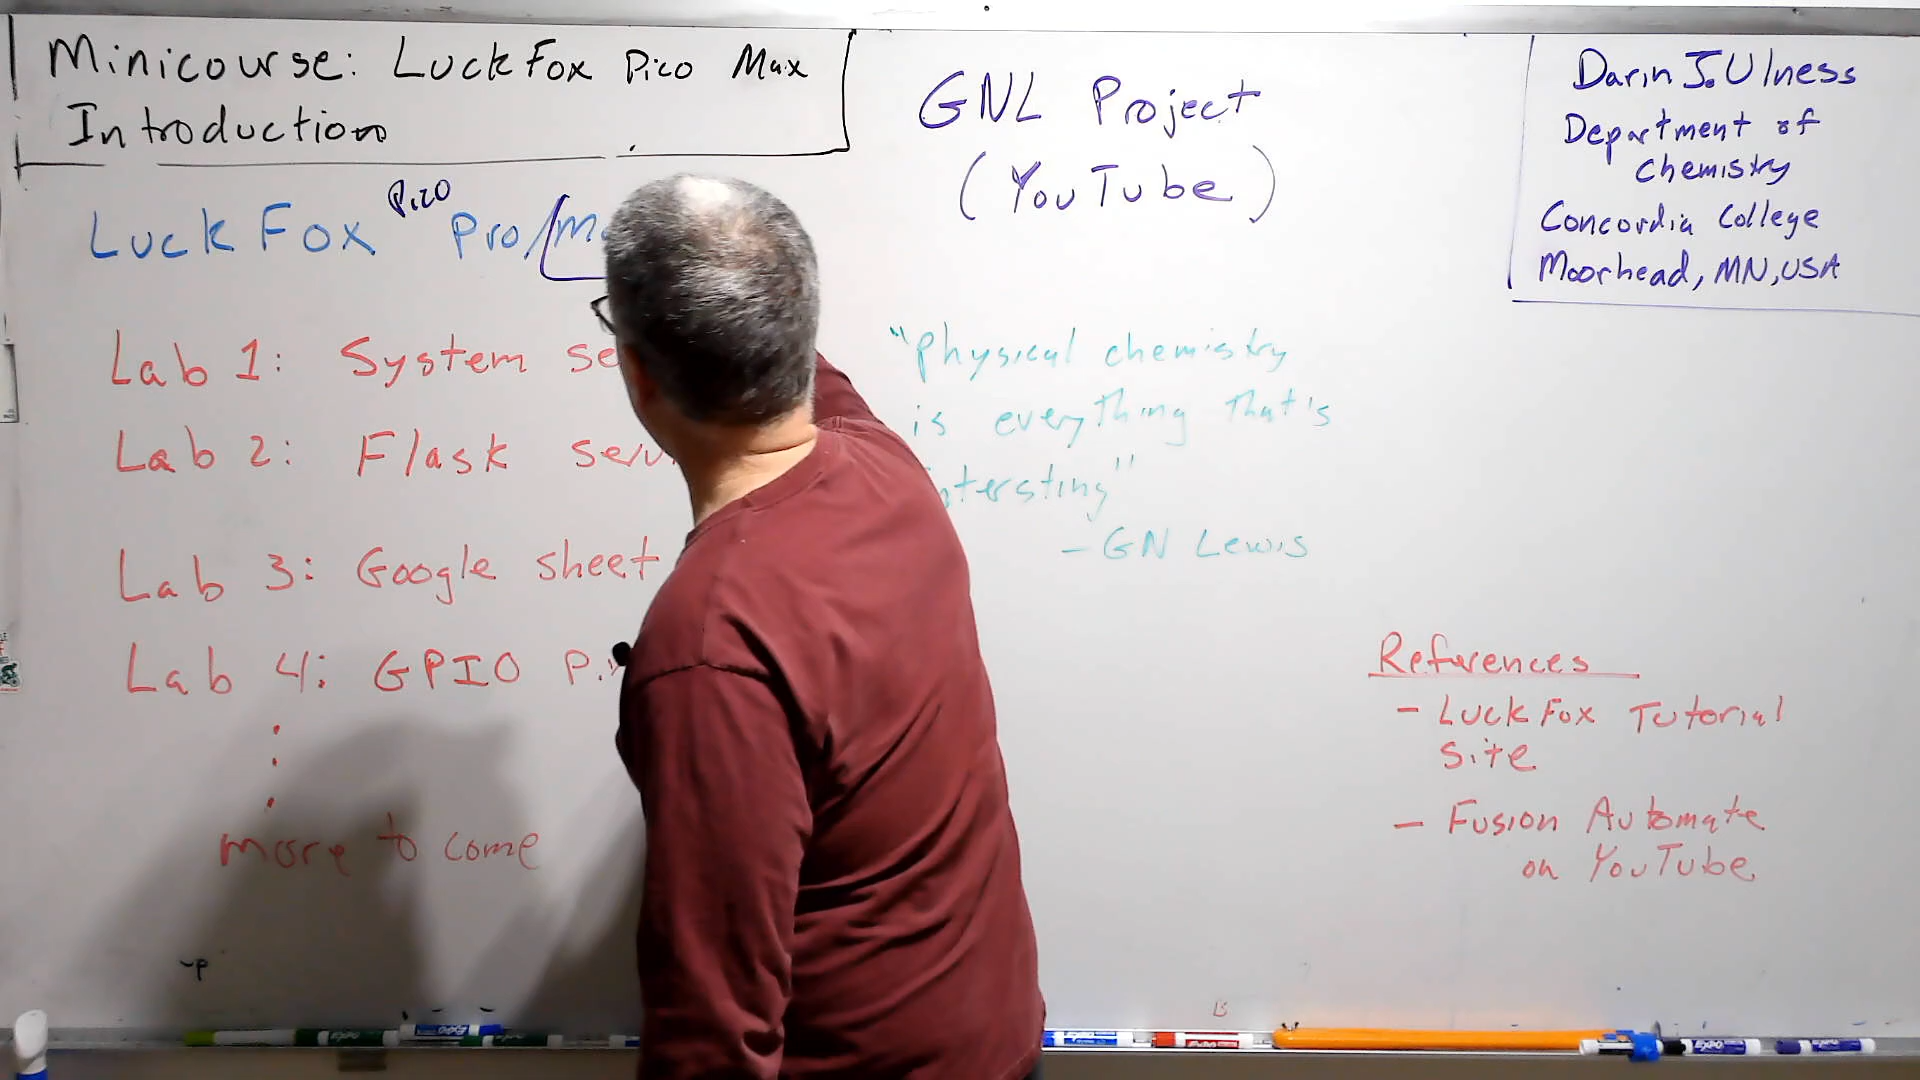 Minicourse: LuckFox Pico Max
Introduction
LuckFox Pico Pro/
Lab 1: System
Lab 2: Flask
Lab 3: Google sheet
Lab 4: GPIO
more to come
GNL Project
(YouTube)
"Physical chemistry
is everything that's
- GN Lewis
Darin J. Ulness
Department of
Chemistry
Concordia College
Moorhead, MN, USA
References
- LuckFox Tutorial
Site
- Fusion Automate
on YouTube